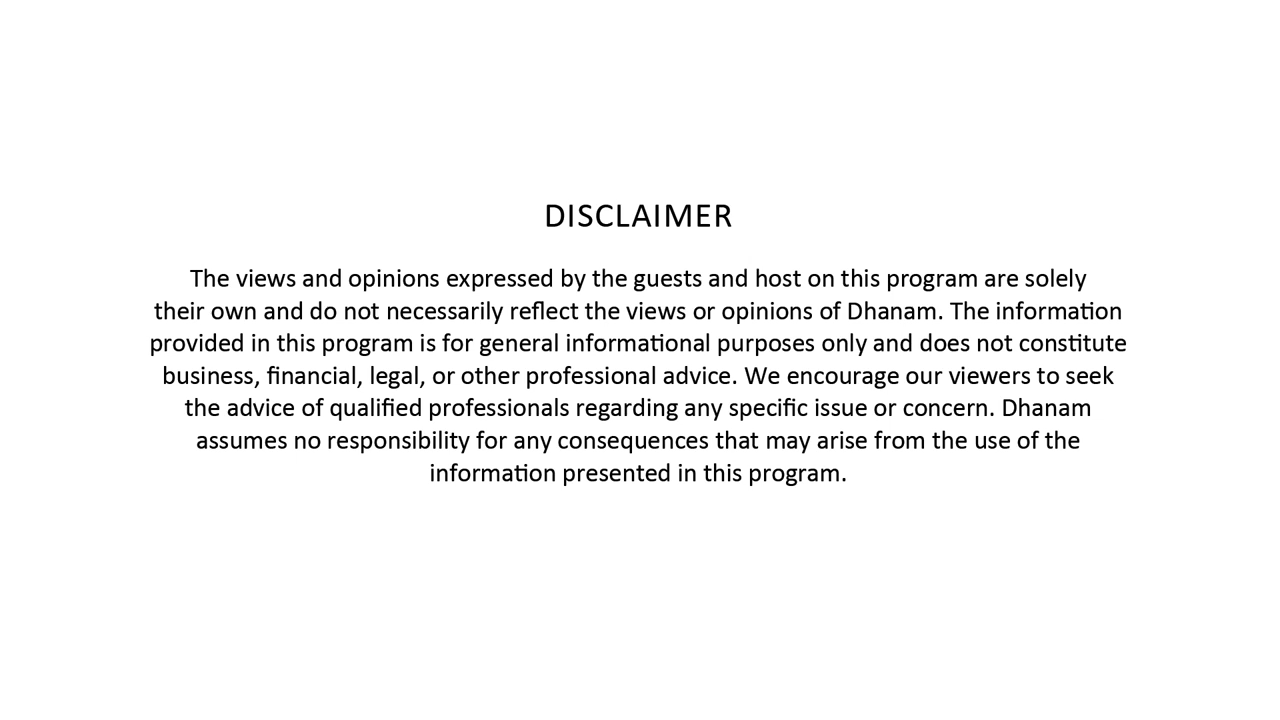 DISCLAIMER
The views and opinions expressed by the guests and host on this program are solely
their own and do not necessarily reflect the views or opinions of Dhanam. The information
provided in this program is for general informational purposes only and does not constitute
business, financial, legal, or other professional advice. We encourage our viewers to seek
the advice of qualified professionals regarding any specific issue or concern. Dhanam
assumes no responsibility for any consequences that may arise from the use of the
information presented in this program.